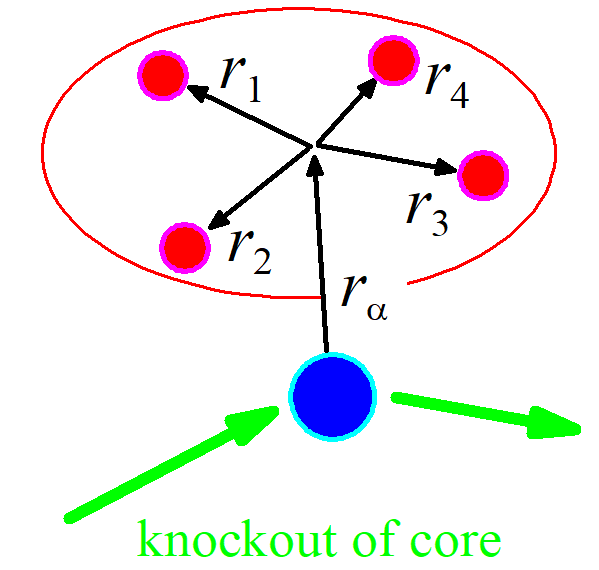 r1
r4
r3
r2
rα
knockout of core